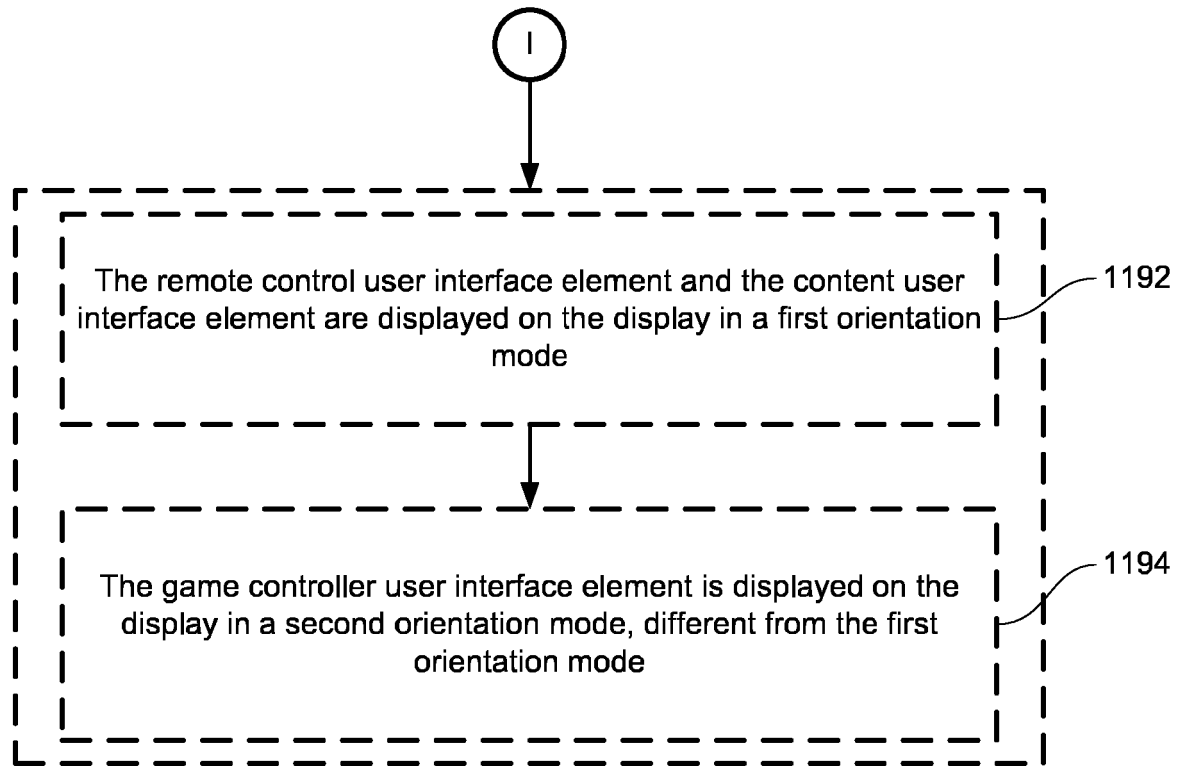 I
The remote control user interface element and the content user
interface element are displayed on the display in a first orientation
mode
1192
The game controller user interface element is displayed on the
display in a second orientation mode, different from the first
orientation mode
1194